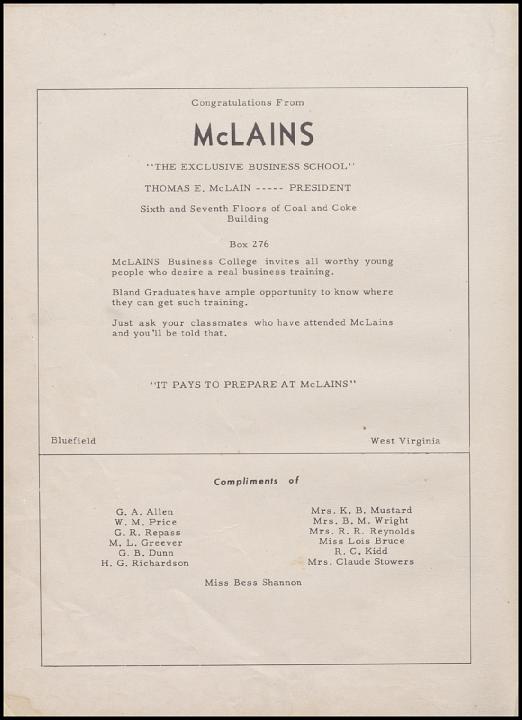 Congratulations From
McLAINS
"THE EXCLUSIVE BUSINESS SCHOOL"
THOMAS E. McLAIN ----- PRESIDENT
Sixth and Seventh Floors of Coal and Coke
Building
Box 276
McLAINS Business College invites all worthy young
people who desire a real business training.
Bland Graduates have ample opportunity to know where
they can get such training.
Just ask your classmates who have attended McLains
and you'll be told that.
"IT PAYS TO PREPARE AT McLAINS"
Bluefield West Virginia
Compliments of
G. A. Allen
W. M. Price
G. R. Repass
M. L. Greever
G. B. Dunn
H. G. Richardson
Mrs. K. B. Mustard
Mrs. B. M. Wright
Mrs. R. R. Reynolds
Miss Lois Bruce
R. C. Kidd
Mrs. Claude Stowers
Miss Bess Shannon